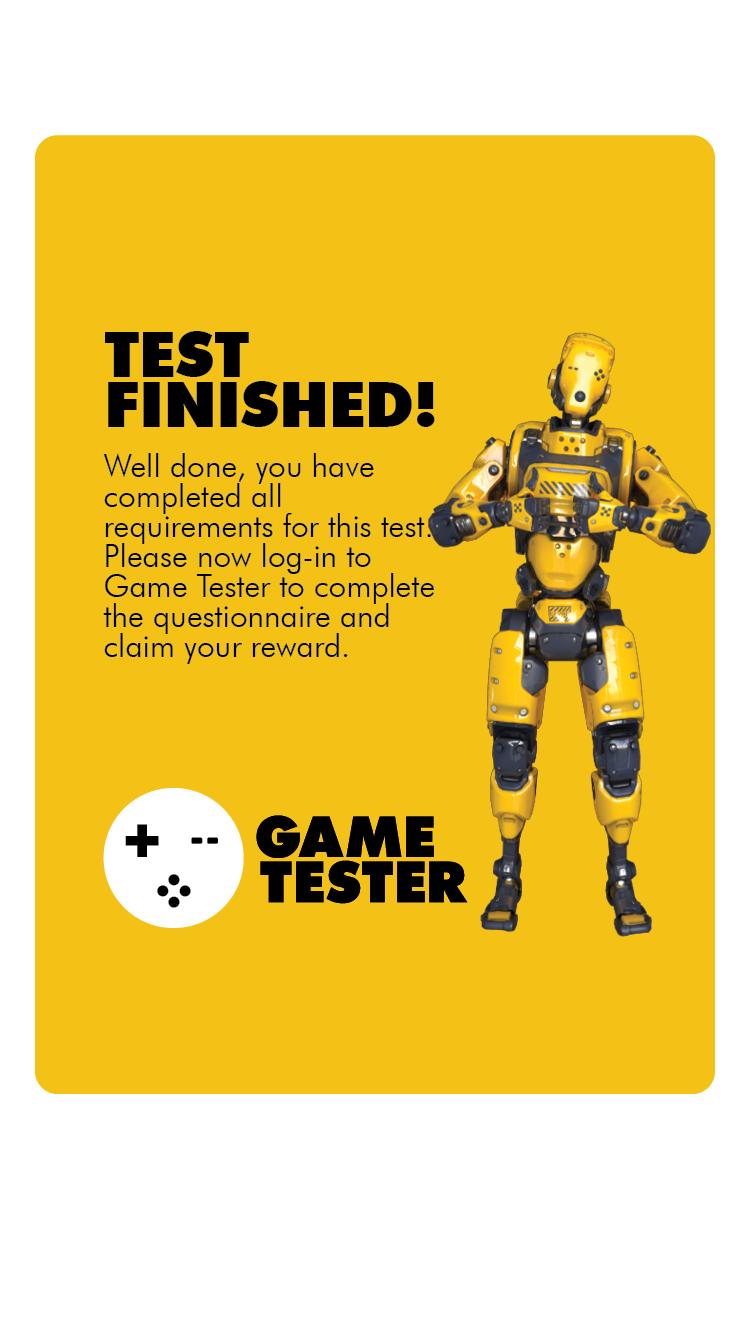 TEST
FINISHED!
Well done, you have
completed all
requirements for this test.
Please now log-in to
Game Tester to complete
the questionnaire and
claim your reward.
GAME
TESTER